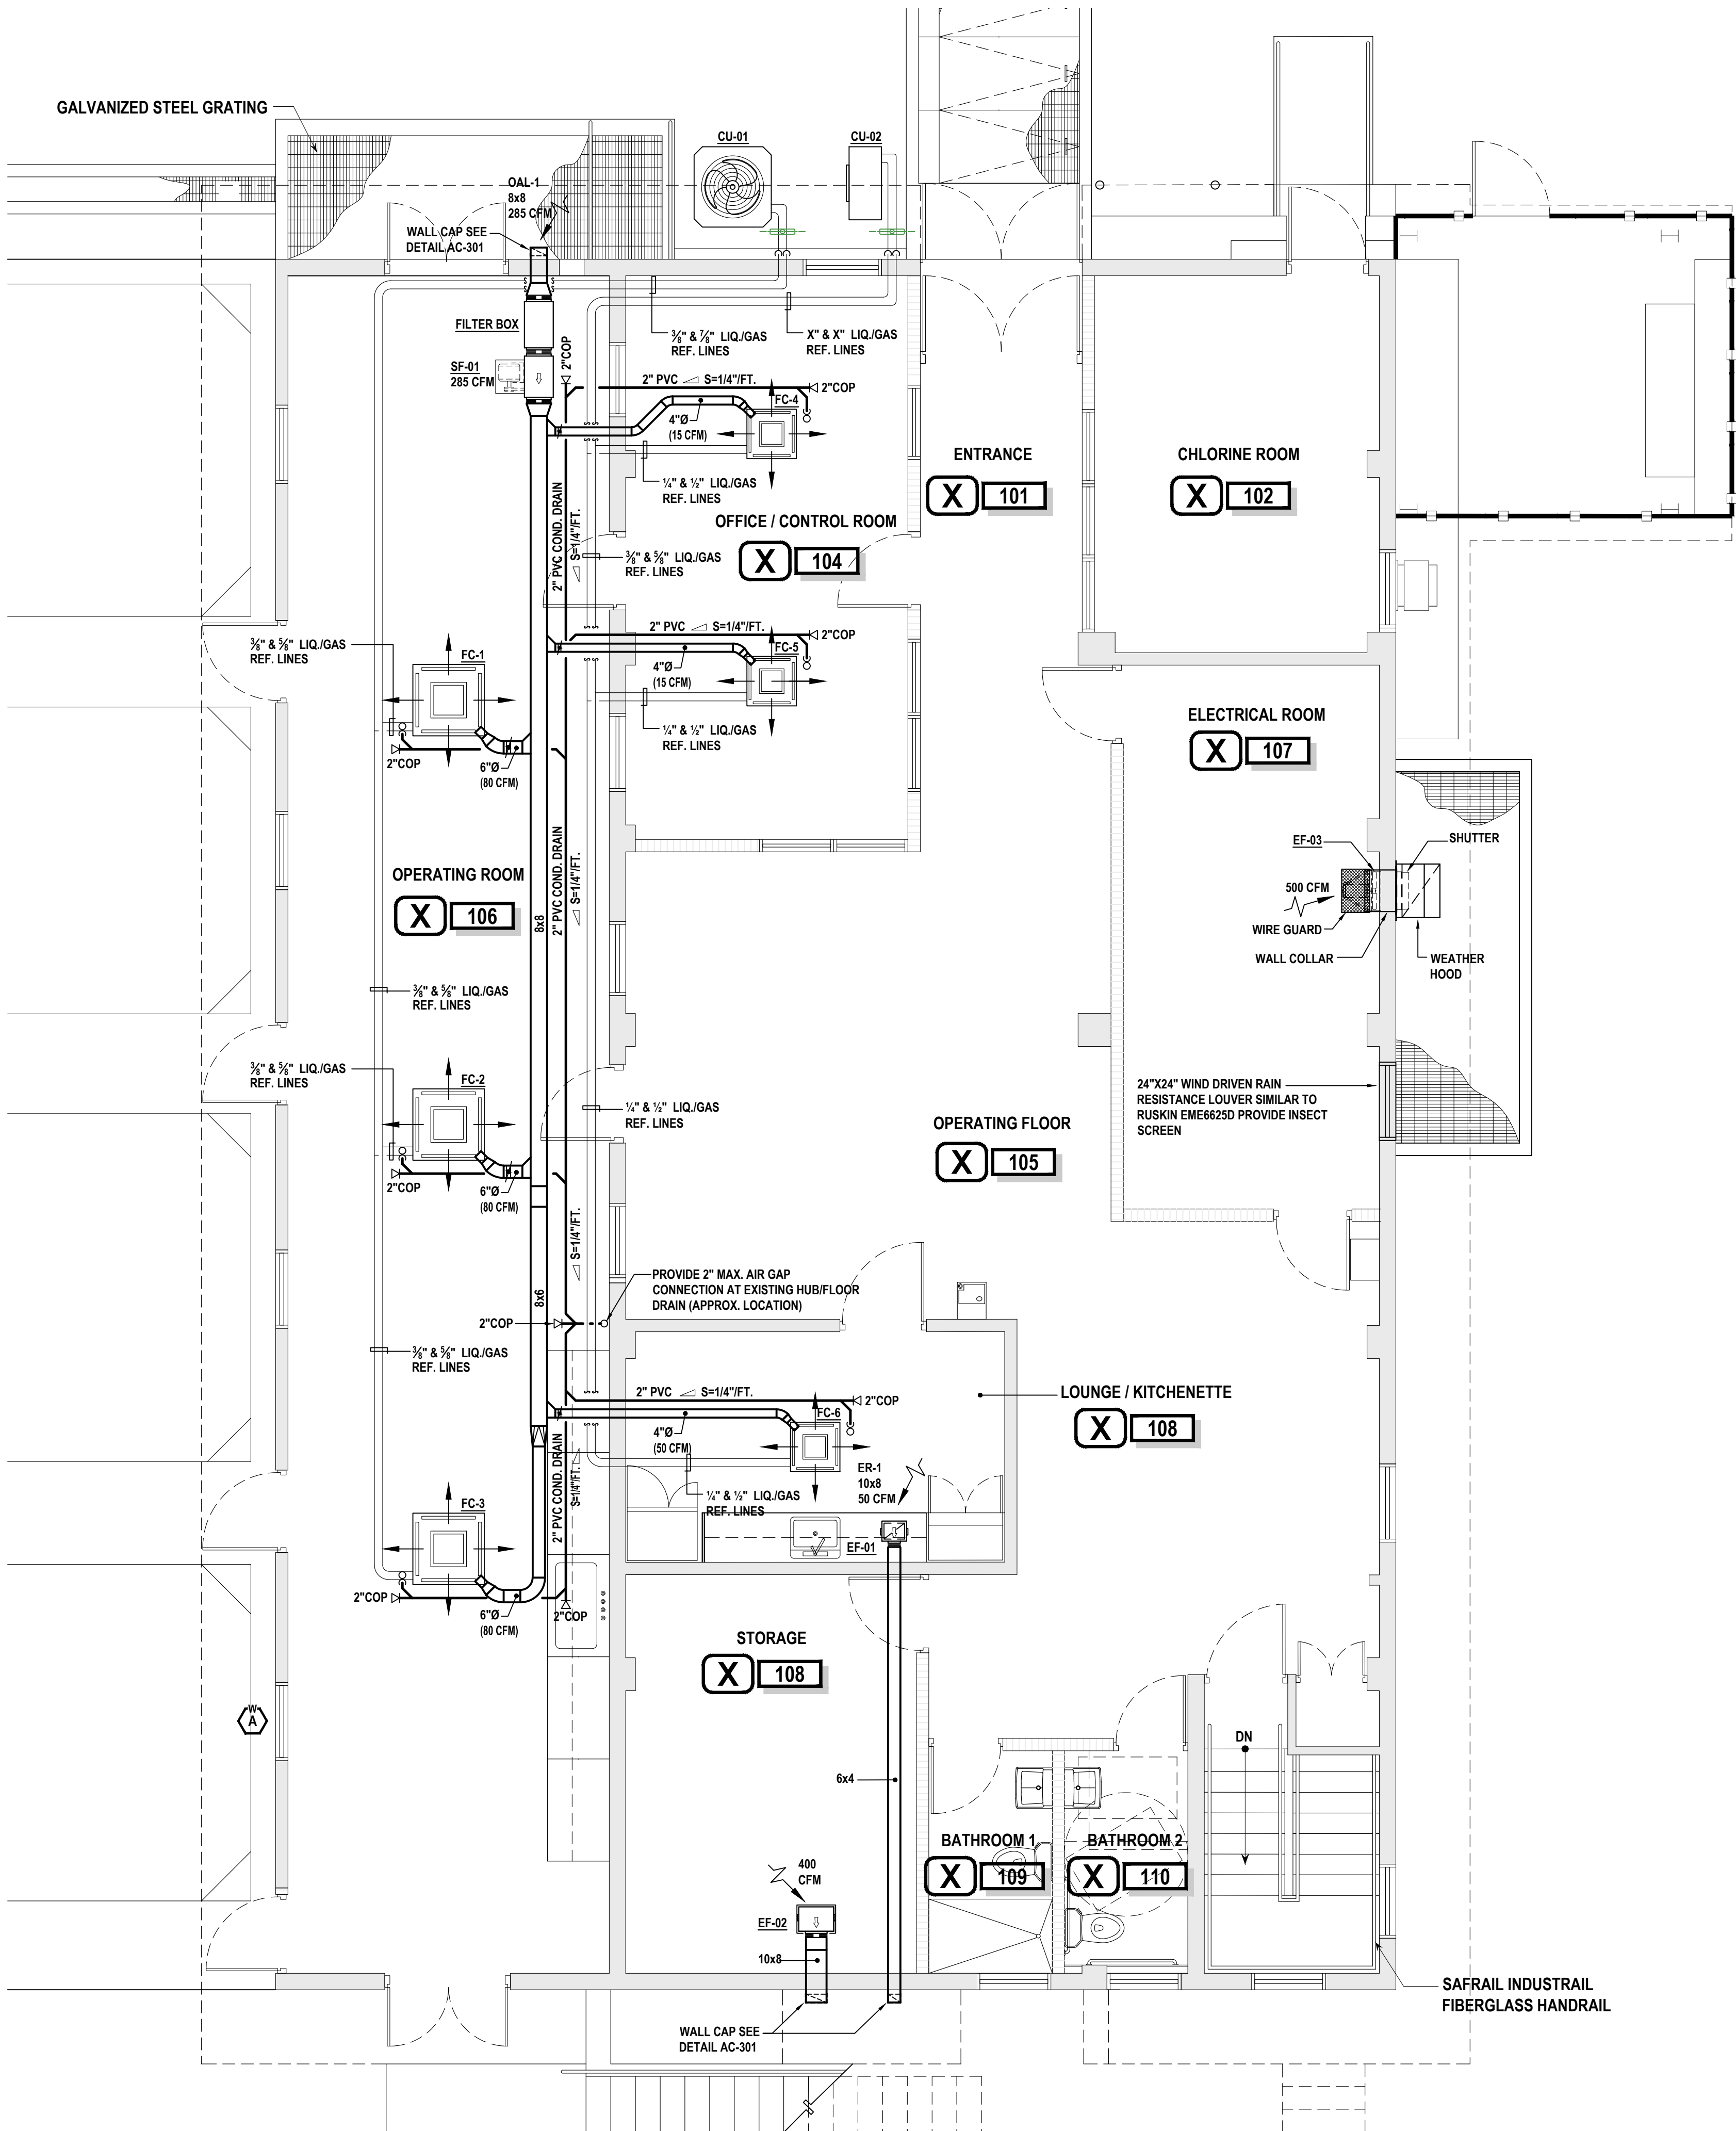 GALVANIZED STEEL GRATING
CU-01
CU-02
OAL-1
8x8
285 CFM
WALL CAP SEE
DETAIL AC-301
FILTER BOX
SF-01
285 CFM
2"COP
⅜" & ⅞" LIQ./GAS
REF. LINES
X" & X" LIQ./GAS
REF. LINES
2" PVC S=1/4"/FT.
2"COP
FC-4
4"Ø
(15 CFM)
¼" & ½" LIQ./GAS
REF. LINES
ENTRANCE
X 101
CHLORINE ROOM
X 102
OFFICE / CONTROL ROOM
X 104
2" PVC COND. DRAIN
S=1/4"/FT.
⅜" & ⅝" LIQ./GAS
REF. LINES
2" PVC S=1/4"/FT.
2"COP
FC-5
4"Ø
(15 CFM)
¼" & ½" LIQ./GAS
REF. LINES
⅜" & ⅝" LIQ./GAS
REF. LINES
FC-1
2"COP
6"Ø
(80 CFM)
ELECTRICAL ROOM
X 107
EF-03
SHUTTER
500 CFM
WIRE GUARD
WALL COLLAR
WEATHER
HOOD
OPERATING ROOM
X 106
8x8
2" PVC COND. DRAIN
S=1/4"/FT.
⅜" & ⅝" LIQ./GAS
REF. LINES
⅜" & ⅝" LIQ./GAS
REF. LINES
FC-2
2"COP
6"Ø
(80 CFM)
¼" & ½" LIQ./GAS
REF. LINES
24"X24" WIND DRIVEN RAIN
RESISTANCE LOUVER SIMILAR TO
RUSKIN EME6625D PROVIDE INSECT
SCREEN
OPERATING FLOOR
X 105
S=1/4"/FT.
8x6
PROVIDE 2" MAX. AIR GAP
CONNECTION AT EXISTING HUB/FLOOR
DRAIN (APPROX. LOCATION)
2"COP
⅜" & ⅝" LIQ./GAS
REF. LINES
2" PVC S=1/4"/FT.
2"COP
FC-6
4"Ø
(50 CFM)
LOUNGE / KITCHENETTE
X 108
2" PVC COND. DRAIN
S=1/4"/FT.
¼" & ½" LIQ./GAS
REF. LINES
ER-1
10x8
50 CFM
EF-01
FC-3
2"COP
6"Ø
(80 CFM)
2"COP
STORAGE
X 108
W
A
DN
6x4
BATHROOM 1
X 109
BATHROOM 2
X 110
400
CFM
EF-02
10x8
WALL CAP SEE
DETAIL AC-301
SAFRAIL INDUSTRAIL
FIBERGLASS HANDRAIL